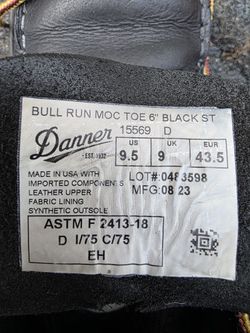 BULL RUN MOC TOE 6" BLACK ST
15569 D
Danner
EST. 1932
US UK EUR
9.5 9 43.5
MADE IN USA WITH
IMPORTED COMPONENTS
LEATHER UPPER
FABRIC LINING
SYNTHETIC OUTSOLE
LOT#:0483598
MFG:08 23
ASTM F 2413-18
D I/75 C/75
EH